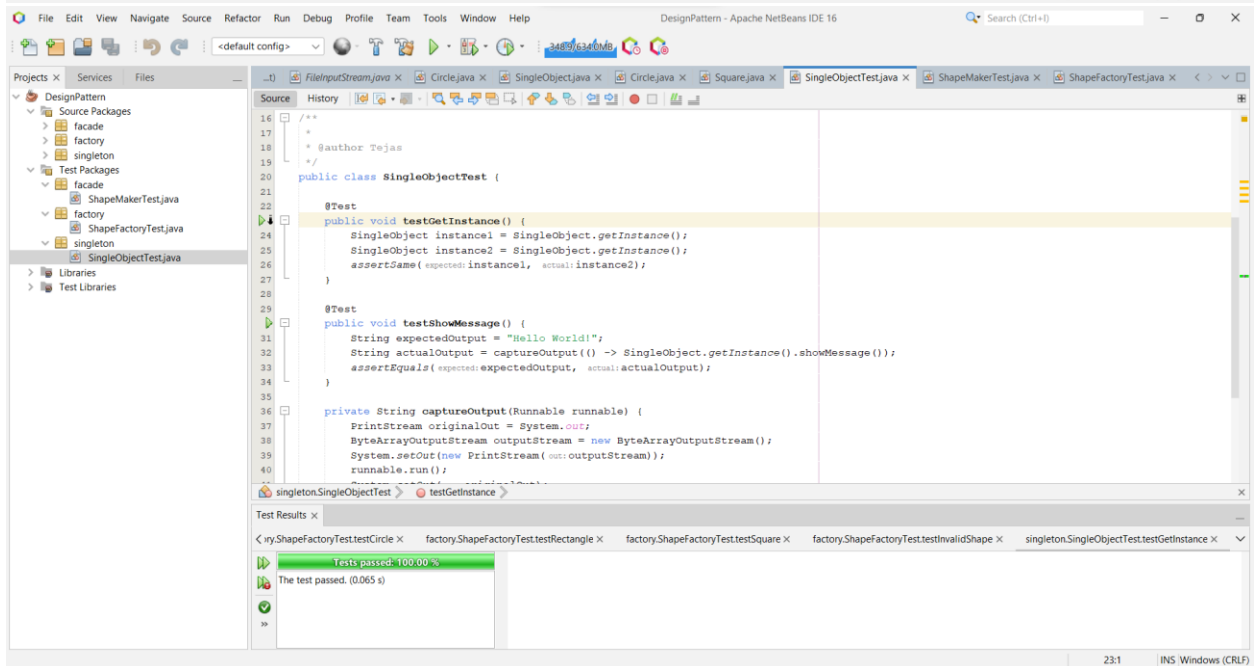 File Edit View Navigate Source Refactor Run Debug Profile Team Tools Window Help DesignPattern - Apache NetBeans IDE 16 Search (Ctrl+I)
<default config> 348.9/634.0MB
Projects Services Files
...t) FileInputStream.java Circle.java SingleObject.java Circle.java Square.java SingleObjectTest.java ShapeMakerTest.java ShapeFactoryTest.java
DesignPattern
Source Packages
facade
factory
singleton
Test Packages
facade
ShapeMakerTest.java
factory
ShapeFactoryTest.java
singleton
SingleObjectTest.java
Libraries
Test Libraries
Source History
16 /**
17 *
18 * @author Tejas
19 */
20 public class SingleObjectTest {
21
22 @Test
public void testGetInstance() {
24 SingleObject instance1 = SingleObject.getInstance();
25 SingleObject instance2 = SingleObject.getInstance();
26 assertSame( expected: instance1, actual: instance2);
27 }
28
29 @Test
public void testShowMessage() {
31 String expectedOutput = "Hello World!";
32 String actualOutput = captureOutput(() -> SingleObject.getInstance().showMessage());
33 assertEquals( expected: expectedOutput, actual: actualOutput);
34 }
35
36 private String captureOutput(Runnable runnable) {
37 PrintStream originalOut = System.out;
38 ByteArrayOutputStream outputStream = new ByteArrayOutputStream();
39 System.setOut(new PrintStream( out: outputStream));
40 runnable.run();
singleton.SingleObjectTest testGetInstance
Test Results
ry.ShapeFactoryTest.testCircle factory.ShapeFactoryTest.testRectangle factory.ShapeFactoryTest.testSquare factory.ShapeFactoryTest.testInvalidShape singleton.SingleObjectTest.testGetInstance
Tests passed: 100.00 %
The test passed. (0.065 s)
23:1 INS Windows (CRLF)